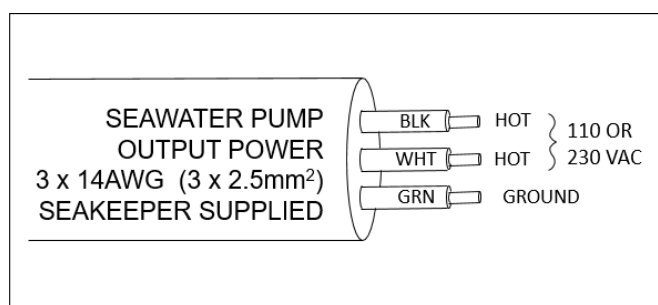 SEAWATER PUMP
OUTPUT POWER
3 x 14AWG (3 x 2.5mm²)
SEAKEEPER SUPPLIED
BLK HOT
WHT HOT
GRN GROUND
110 OR
230 VAC